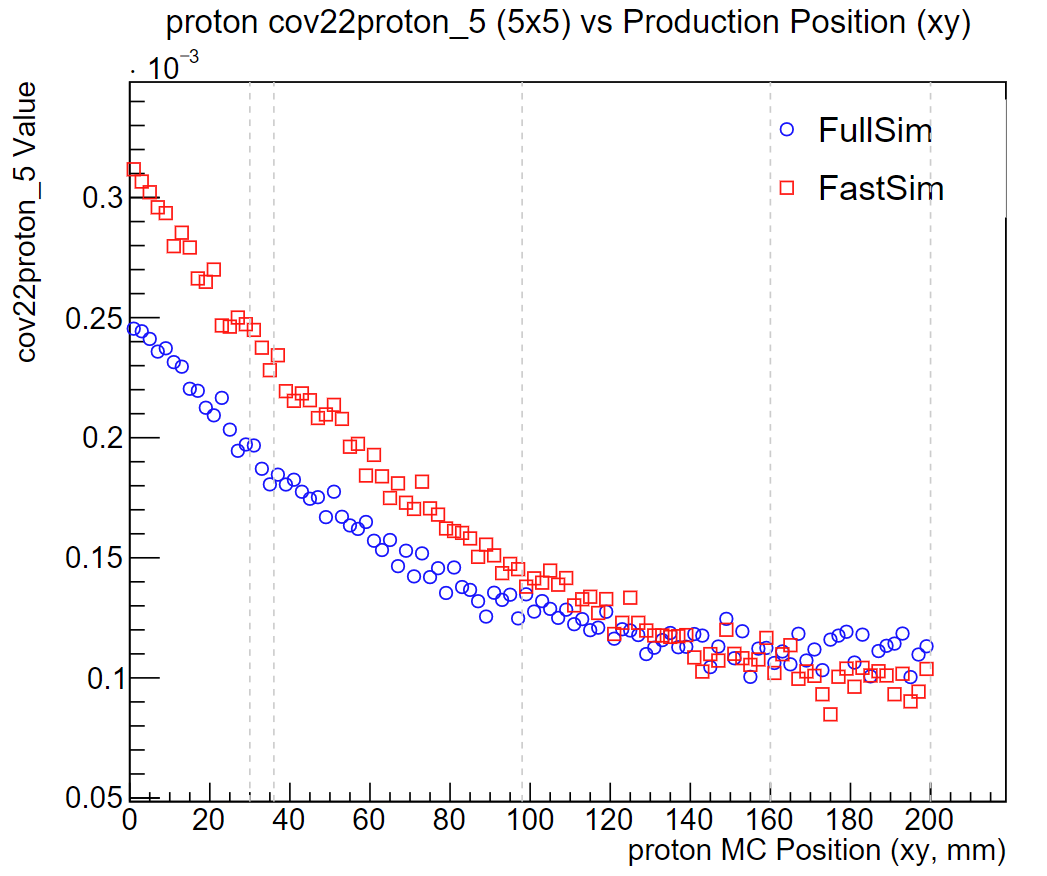 proton cov22proton_5 (5x5) vs Production Position (xy)
· 10−3
cov22proton_5 Value
FullSim
FastSim
0.3
0.25
0.2
0.15
0.1
0.05
0 20 40 60 80 100 120 140 160 180 200
proton MC Position (xy, mm)